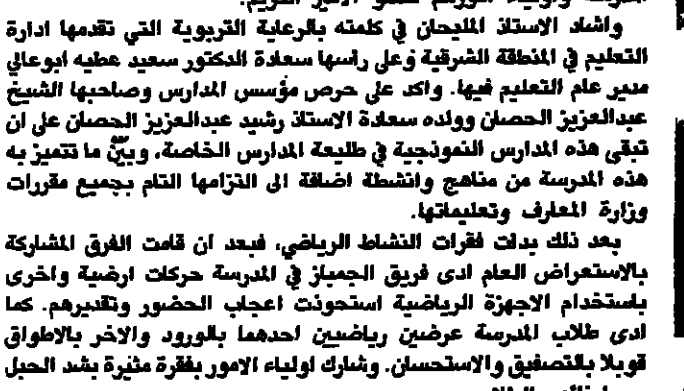 واشاد الاستاذ المليحان في كلمته بالرعاية التربوية التي تقدمها ادارة
التعليم في المنطقة الشرقية وعلى راسها سعادة الدكتور سعيد عطيه ابوعالي
مدير عام التعليم فيها. واكد على حرص مؤسس المدارس وصاحبها الشيخ
عبدالعزيز الحصان وولده سعادة الاستاذ رشيد عبدالعزيز الحصان على ان
تبقى هذه المدارس النموذجية في طليعة المدارس الخاصة، وبيّن ما تتميز به
هذه المدرسة من مناهج وانشطة اضافة الى التزامها التام بجميع مقررات
وزارة المعارف وتعليماتها.
بعد ذلك بدات فقرات النشاط الرياضي، فبعد ان قامت الفرق المشاركة
بالاستعراض العام ادى فريق الجمباز في المدرسة حركات ارضية واخرى
باستخدام الاجهزة الرياضية استحوذت اعجاب الحضور وتقديرهم. كما
ادى طلاب المدرسة عرضين رياضيين احدهما بالورود والاخر بالاطواق
قوبلا بالتصفيق والاستحسان. وشارك اولياء الامور بفقرة مثيرة بشد الحبل